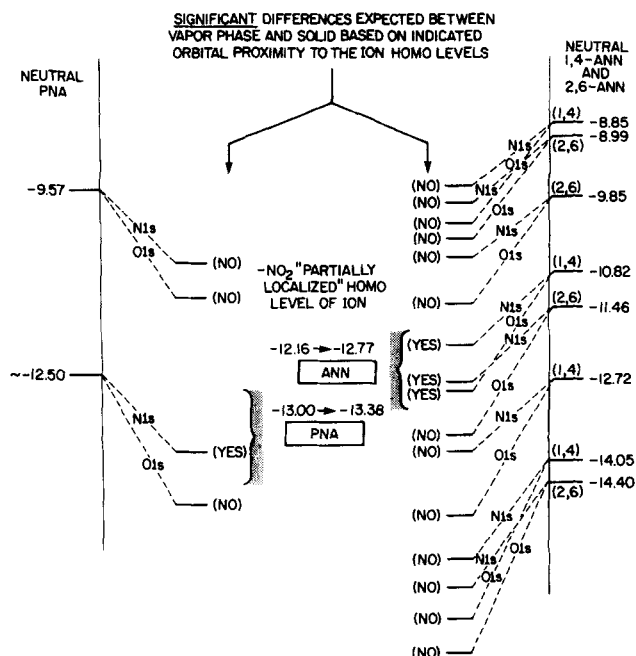 SIGNIFICANT DIFFERENCES EXPECTED BETWEEN
VAPOR PHASE AND SOLID BASED ON INDICATED
ORBITAL PROXIMITY TO THE ION HOMO LEVELS
NEUTRAL
PNA
-9.57
N1s
O1s
(NO)
(NO)
~-12.50
N1s
O1s
(YES)
(NO)
-NO2 "PARTIALLY
LOCALIZED" HOMO
LEVEL OF ION
-12.16 → -12.77
ANN
-13.00 → -13.38
PNA
NEUTRAL
1,4-ANN
AND
2,6-ANN
(1,4)
-8.85
N1s
-8.99
O1s
(2,6)
(NO)
N1s
(NO)
O1s
(NO)
(NO)
(2,6)
-9.85
N1s
(NO)
O1s
(NO)
(1,4)
-10.82
(2,6)
N1s
-11.46
O1s
N1s
(YES)
(YES)
(YES)
(1,4)
-12.72
O1s
N1s
(NO)
(NO)
O1s
(NO)
(1,4)
-14.05
-14.40
(2,6)
N1s
O1s
(NO)
N1s
O1s
(NO)
(NO)
(NO)